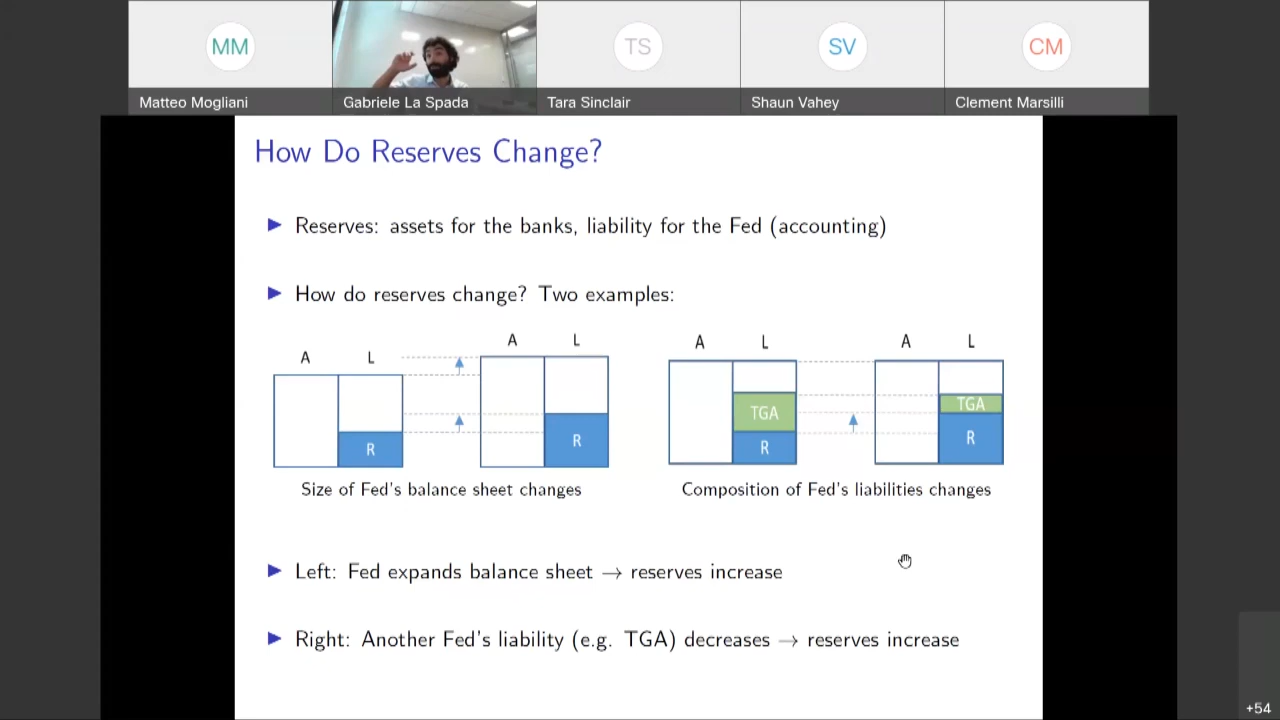 MM
TS
SV
CM
Matteo Mogliani
Gabriele La Spada
Tara Sinclair
Shaun Vahey
Clement Marsilli
How Do Reserves Change?
▶ Reserves: assets for the banks, liability for the Fed (accounting)
▶ How do reserves change? Two examples:
A L
R
A L
R
A L
TGA
R
A L
TGA
R
Size of Fed's balance sheet changes
Composition of Fed's liabilities changes
▶ Left: Fed expands balance sheet → reserves increase
▶ Right: Another Fed's liability (e.g. TGA) decreases → reserves increase
+54